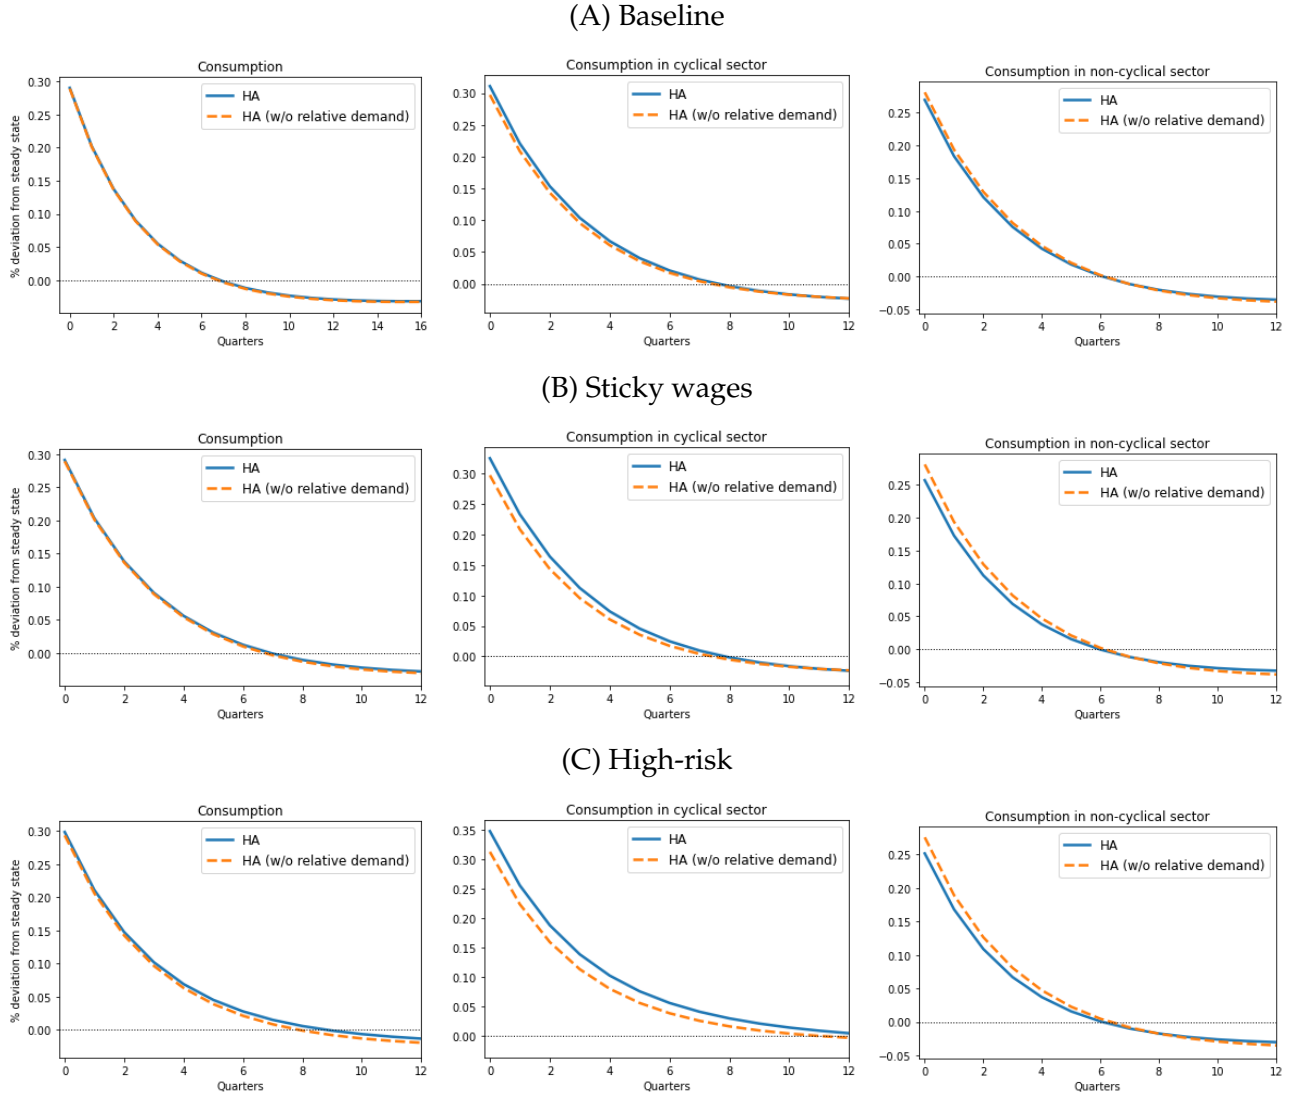 (A) Baseline
Consumption
% deviation from steady state
0.30
0.25
0.20
0.15
0.10
0.05
0.00
HA
HA (w/o relative demand)
0 2 4 6 8 10 12 14 16
Quarters
Consumption in cyclical sector
0.30
0.25
0.20
0.15
0.10
0.05
0.00
HA
HA (w/o relative demand)
0 2 4 6 8 10 12
Quarters
Consumption in non-cyclical sector
0.25
0.20
0.15
0.10
0.05
0.00
−0.05
HA
HA (w/o relative demand)
0 2 4 6 8 10 12
Quarters
(B) Sticky wages
Consumption
% deviation from steady state
0.30
0.25
0.20
0.15
0.10
0.05
0.00
HA
HA (w/o relative demand)
0 2 4 6 8 10 12
Quarters
Consumption in cyclical sector
0.30
0.25
0.20
0.15
0.10
0.05
0.00
HA
HA (w/o relative demand)
0 2 4 6 8 10 12
Quarters
Consumption in non-cyclical sector
0.25
0.20
0.15
0.10
0.05
0.00
−0.05
HA
HA (w/o relative demand)
0 2 4 6 8 10 12
Quarters
(C) High-risk
Consumption
% deviation from steady state
0.30
0.25
0.20
0.15
0.10
0.05
0.00
HA
HA (w/o relative demand)
0 2 4 6 8 10 12
Quarters
Consumption in cyclical sector
0.35
0.30
0.25
0.20
0.15
0.10
0.05
0.00
HA
HA (w/o relative demand)
0 2 4 6 8 10 12
Quarters
Consumption in non-cyclical sector
0.25
0.20
0.15
0.10
0.05
0.00
−0.05
HA
HA (w/o relative demand)
0 2 4 6 8 10 12
Quarters